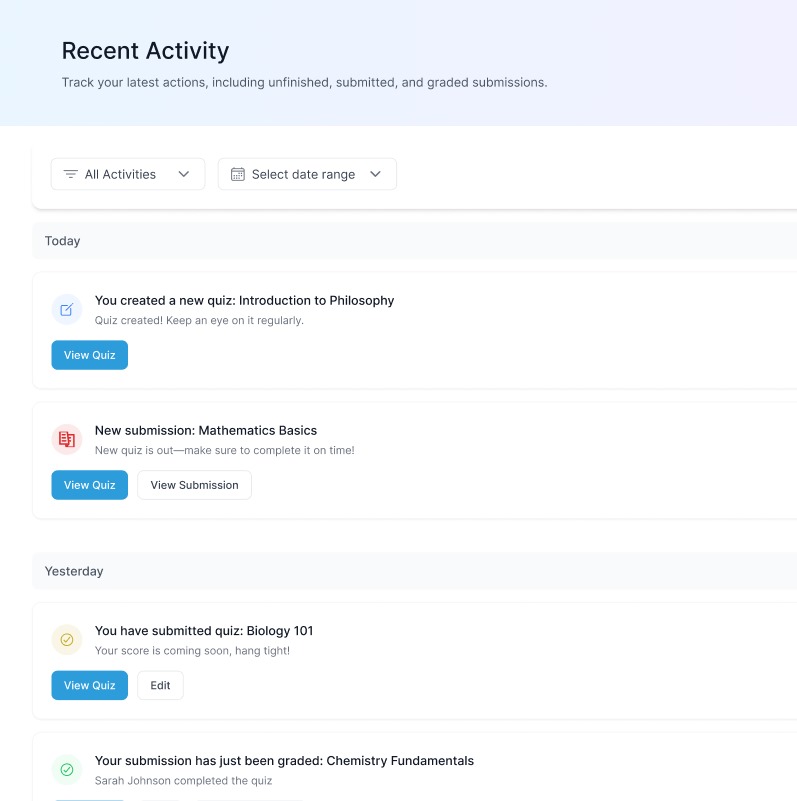 Recent Activity
Track your latest actions, including unfinished, submitted, and graded submissions.
All Activities
Select date range
Today
You created a new quiz: Introduction to Philosophy
Quiz created! Keep an eye on it regularly.
View Quiz
New submission: Mathematics Basics
New quiz is out—make sure to complete it on time!
View Quiz
View Submission
Yesterday
You have submitted quiz: Biology 101
Your score is coming soon, hang tight!
View Quiz
Edit
Your submission has just been graded: Chemistry Fundamentals
Sarah Johnson completed the quiz